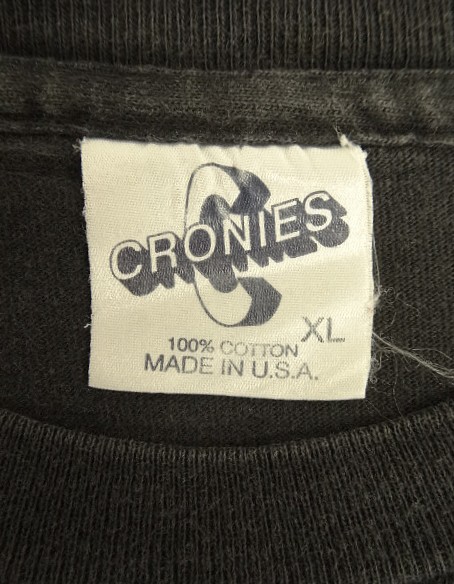 CRONIES
XL
100% COTTON
MADE IN U.S.A.